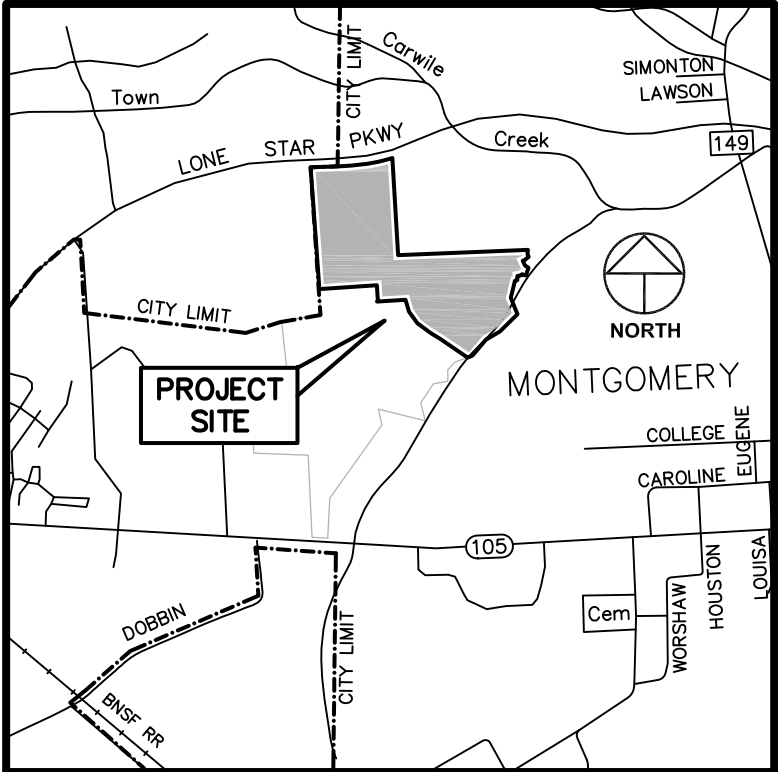 Carwile
CITY LIMIT
SIMONTON
LAWSON
Town
LONE STAR PKWY
Creek
149
CITY LIMIT
NORTH
PROJECT
SITE
MONTGOMERY
COLLEGE
EUGENE
CAROLINE
105
DOBBIN
CITY LIMIT
Cem
WORSHAW
HOUSTON
LOUISA
BNSF RR